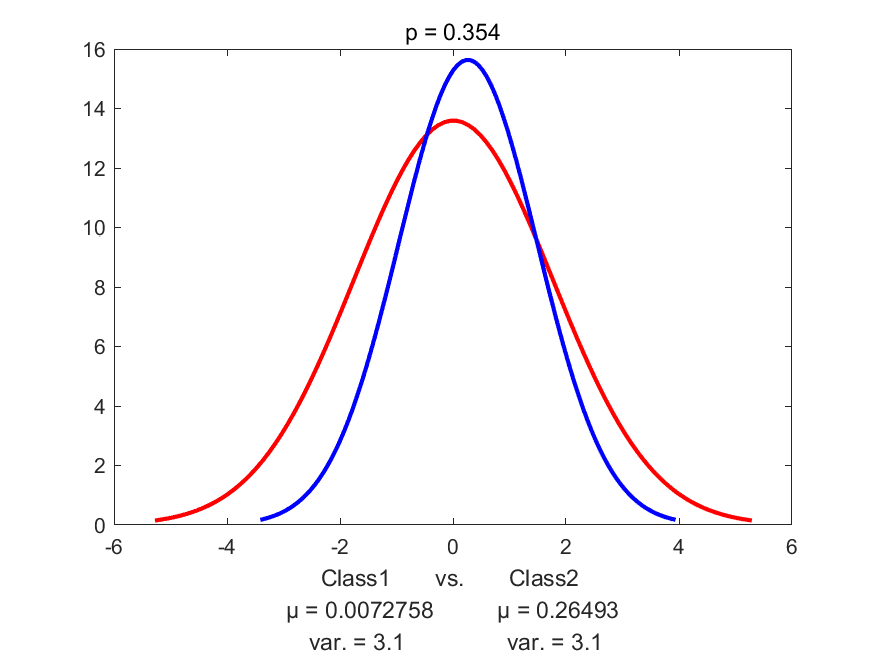 p = 0.354
16
14
12
10
8
6
4
2
0
-6 -4 -2 0 2 4 6
Class1 vs. Class2
μ = 0.0072758 μ = 0.26493
var. = 3.1 var. = 3.1